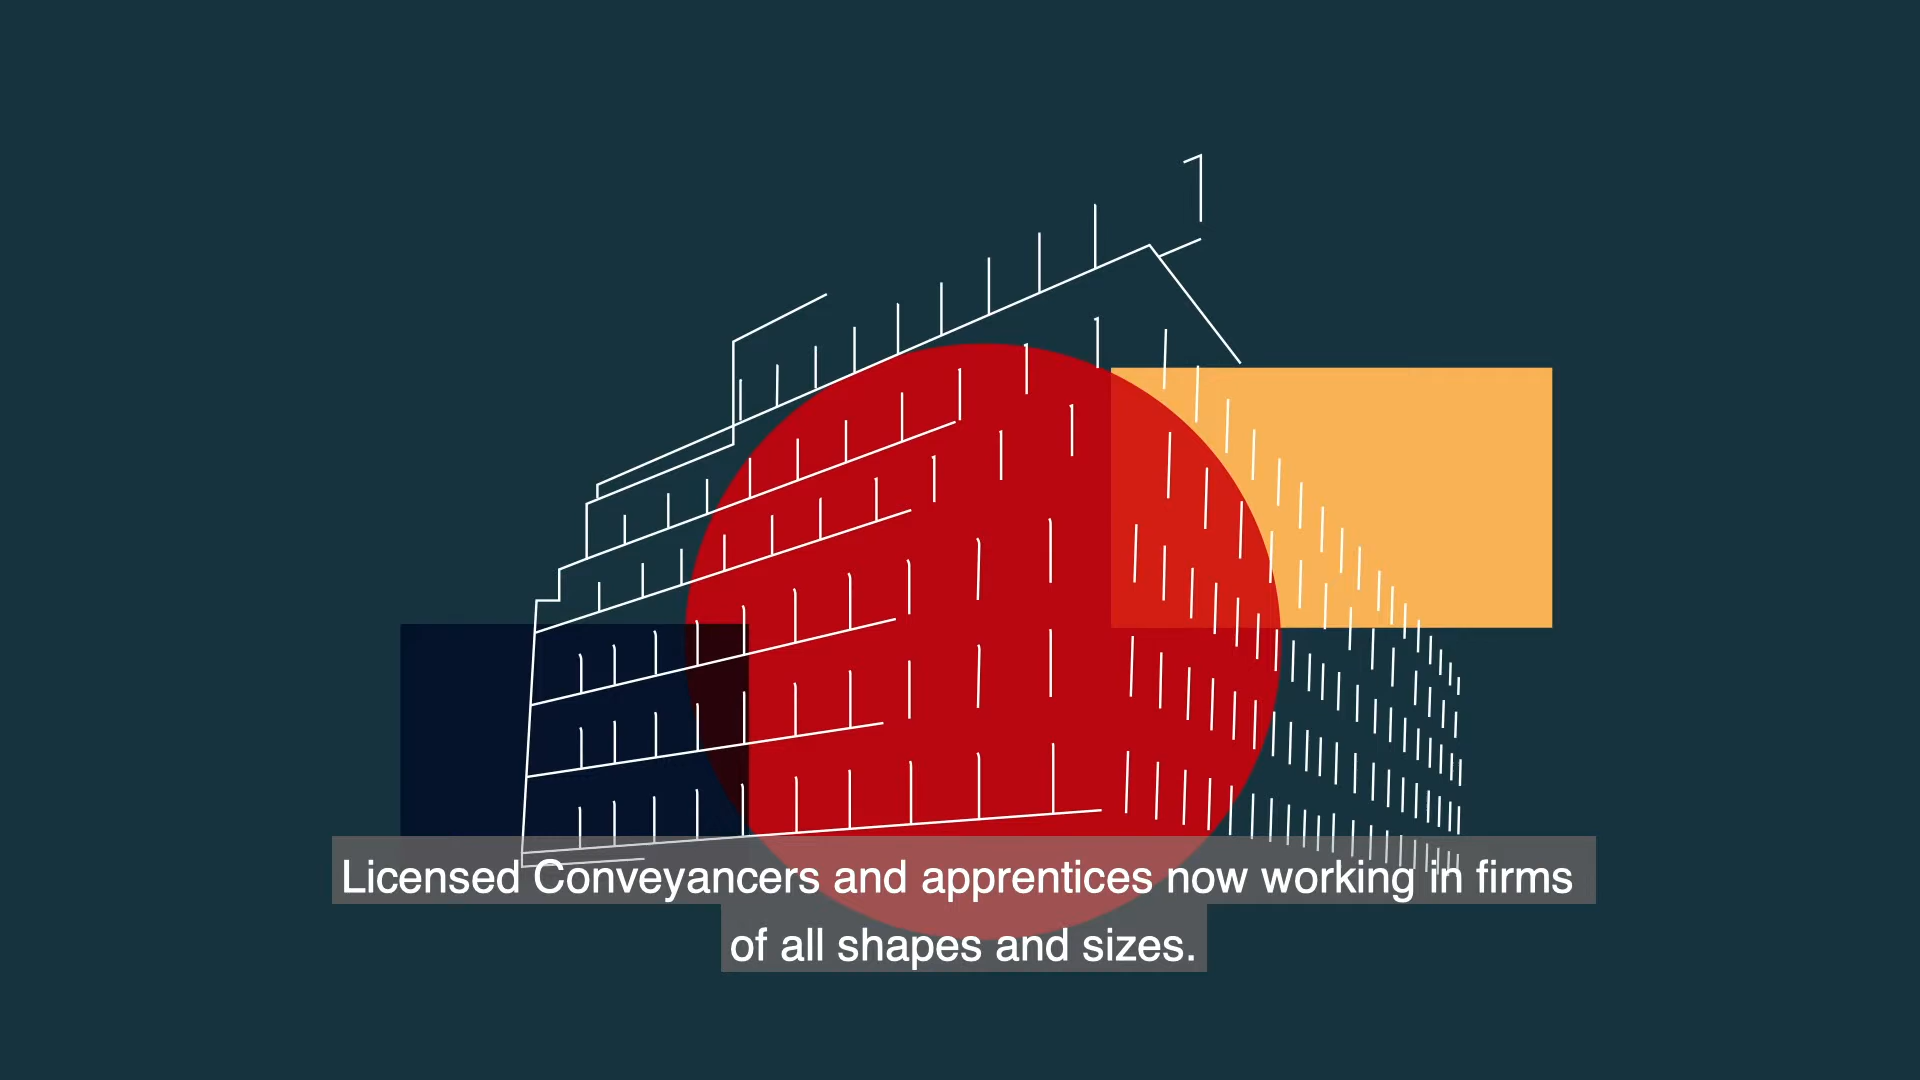 Licensed Conveyancers and apprentices now working in firms
of all shapes and sizes.